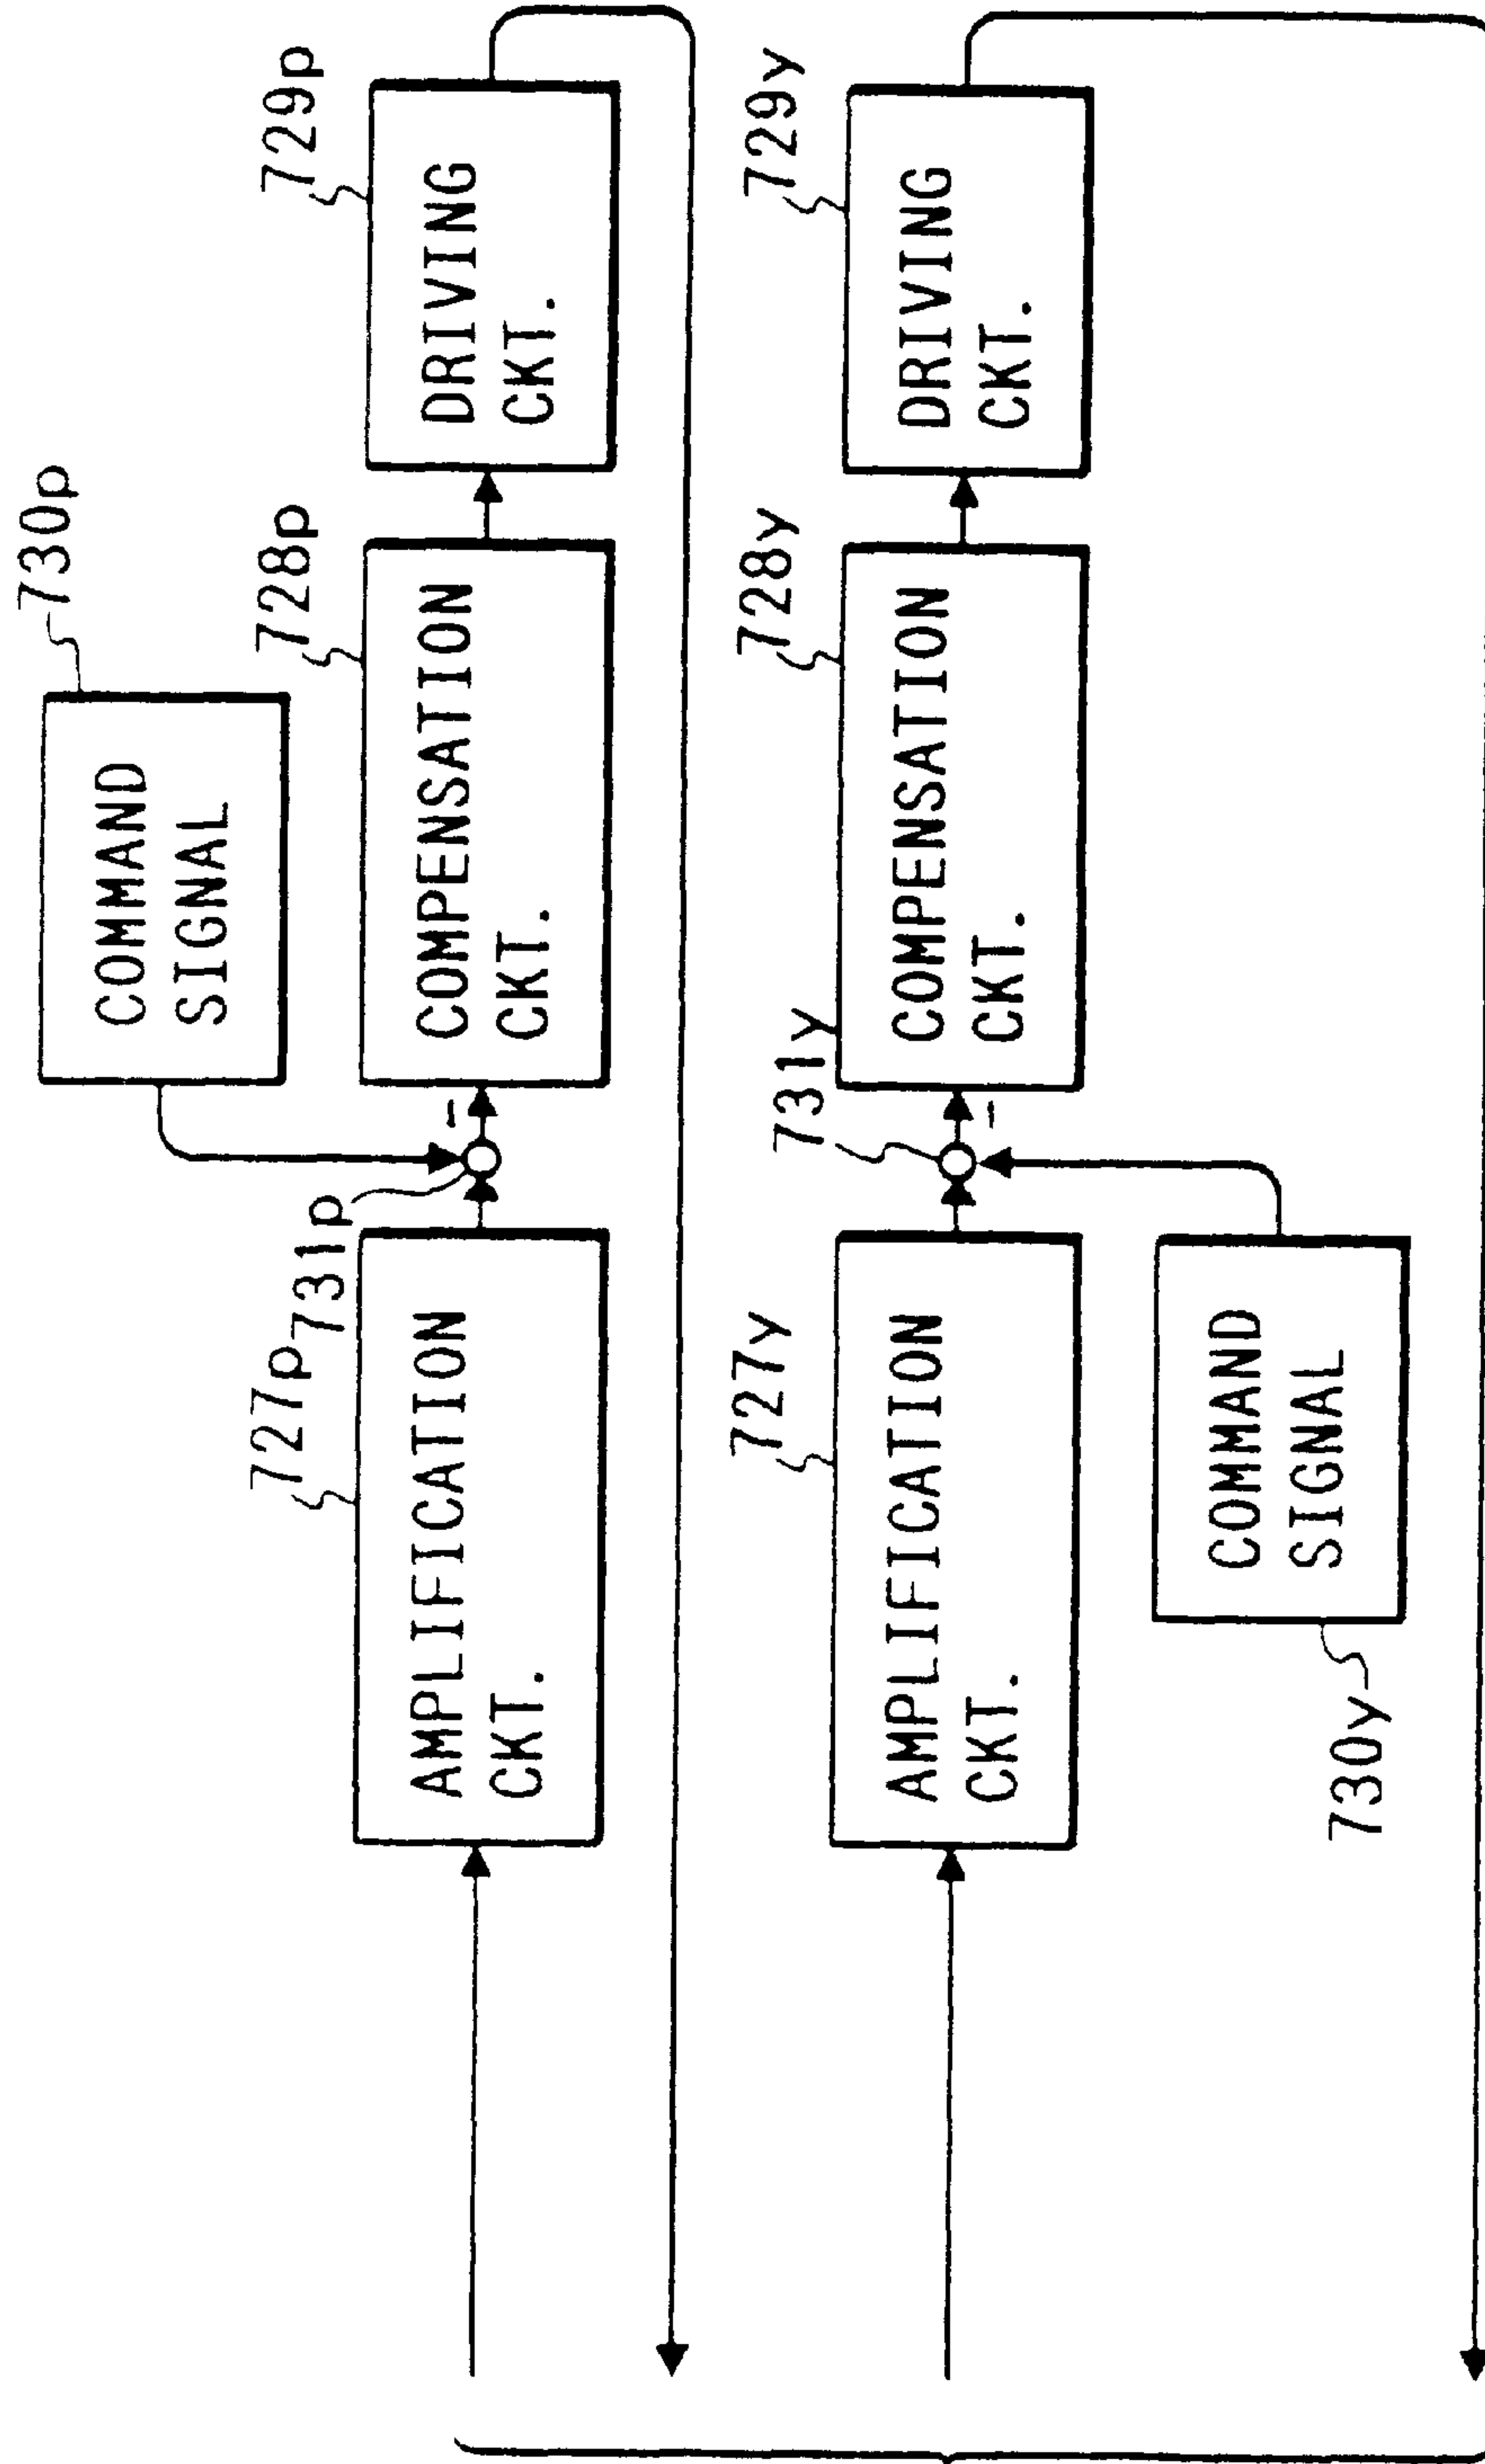 730p
COMMAND
SIGNAL
727p
731p
728p
729p
AMPLIFICATION
CKT.
-
COMPENSATION
CKT.
DRIVING
CKT.
727y
731y
728y
729y
AMPLIFICATION
CKT.
-
COMPENSATION
CKT.
DRIVING
CKT.
COMMAND
SIGNAL
730y